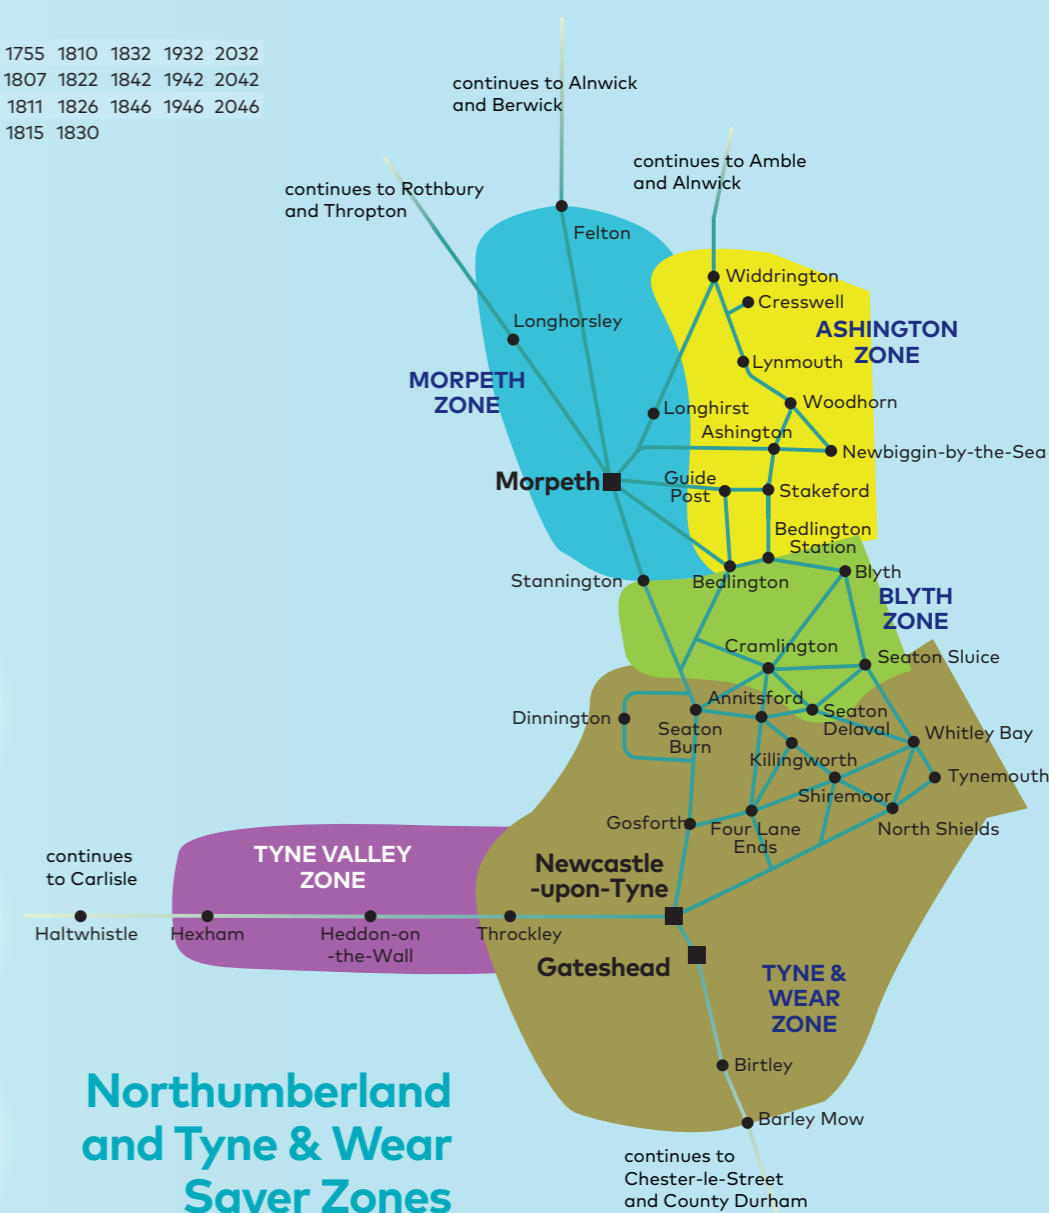 1755 1810 1832 1932 2032
1807 1822 1842 1942 2042
1811 1826 1846 1946 2046
1815 1830
continues to Alnwick
and Berwick
continues to Amble
and Alnwick
continues to Rothbury
and Thropton
Felton
Widdrington
Cresswell
ASHINGTON
ZONE
Longhorsley
Lynmouth
MORPETH
ZONE
Woodhorn
Longhirst
Ashington
Newbiggin-by-the-Sea
Morpeth
Guide
Post
Stakeford
Bedlington
Station
Stannington
Bedlington
Blyth
BLYTH
ZONE
Cramlington
Seaton Sluice
Annitsford
Dinnington
Seaton
Burn
Seaton
Delaval
Whitley Bay
Killingworth
Tynemouth
Shiremoor
Gosforth
Four Lane
Ends
North Shields
continues
to Carlisle
TYNE VALLEY
ZONE
Newcastle
-upon-Tyne
Haltwhistle
Hexham
Heddon-on
-the-Wall
Throckley
Gateshead
TYNE &
WEAR
ZONE
Birtley
Barley Mow
Northumberland
and Tyne & Wear
Saver Zones
continues to
Chester-le-Street
and County Durham